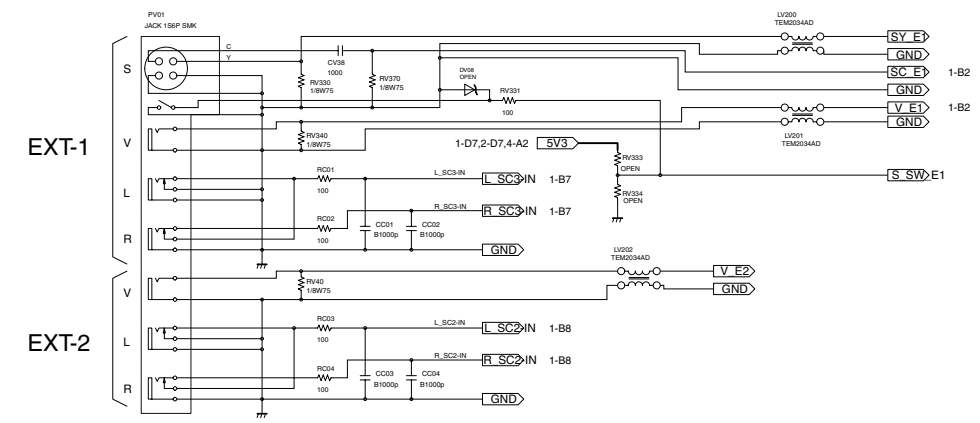 PV01
JACK 1S6P SMK
LV200
TEM2034AD
SY_E1
C
Y
GND
S
CV38
1000
RV330
1/8W75
RV370
1/8W75
DV08
OPEN
SC_E1 1-B2
GND
RV331
100
V_E1 1-B2
GND
LV201
TEM2034AD
EXT-1
V
RV340
1/8W75
1-D7,2-D7,4-A2 5V3
RV333
OPEN
S_SW E1
RV334
OPEN
RC01
100
L_SC3-IN
L_SC3 IN 1-B7
L
R_SC3-IN
R_SC3 IN 1-B7
RC02
100
CC01
B1000p
CC02
B1000p
R
GND
LV202
TEM2034AD
V_E2
V
RV40
1/8W75
GND
EXT-2
RC03
100
L_SC2-IN
L_SC2 IN 1-B8
L
R_SC2-IN
R_SC2 IN 1-B8
RC04
100
CC03
B1000p
CC04
B1000p
R
GND